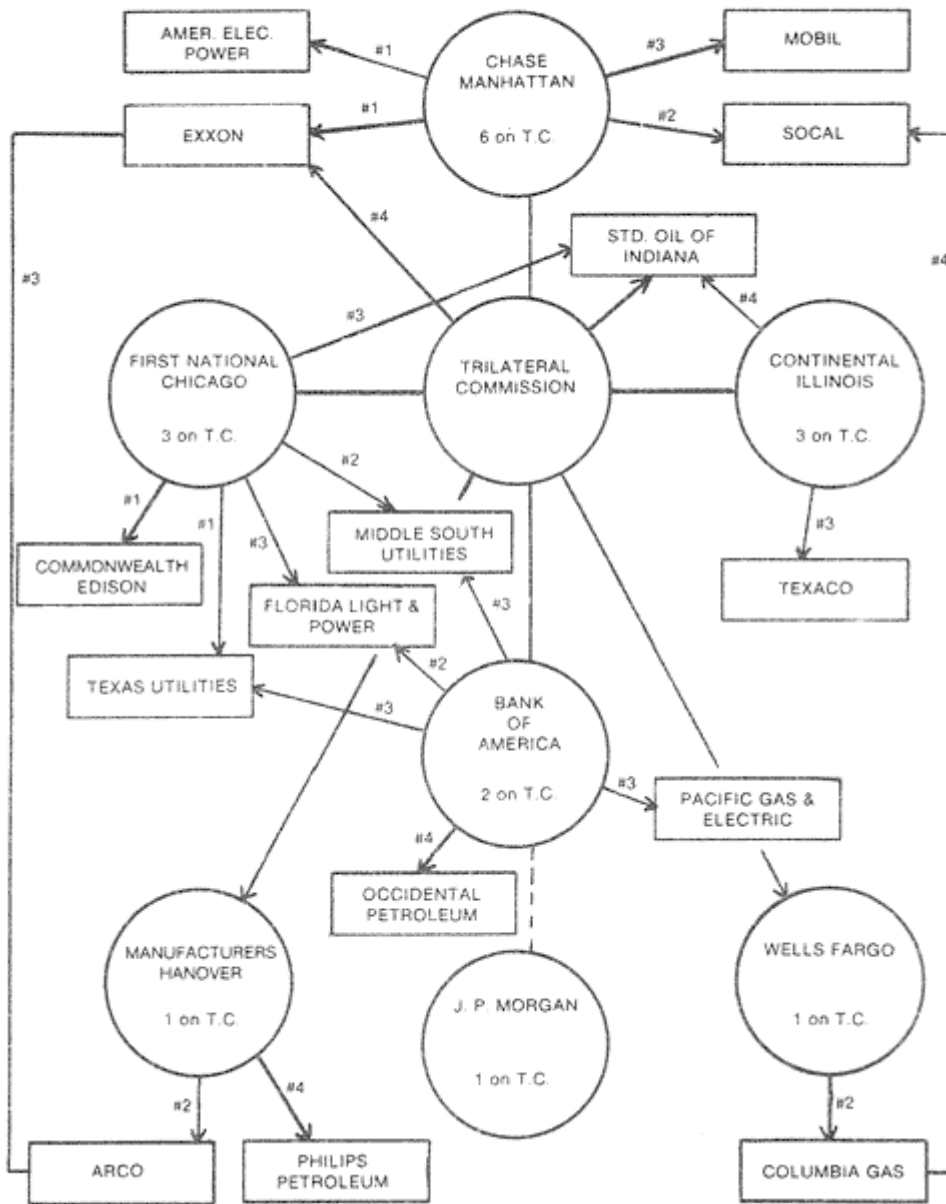 AMER. ELEC.
POWER
#1
CHASE
MANHATTAN
6 on T.C.
#3
MOBIL
EXXON
#1
#2
SOCAL
#4
STD. OIL OF
INDIANA
#3
#4
#3
#4
FIRST NATIONAL
CHICAGO
3 on T.C.
TRILATERAL
COMMISSION
CONTINENTAL
ILLINOIS
3 on T.C.
#2
#1
#1
#3
#3
COMMONWEALTH
EDISON
MIDDLE SOUTH
UTILITIES
TEXACO
FLORIDA LIGHT &
POWER
#3
#2
TEXAS UTILITIES
#3
BANK
OF
AMERICA
2 on T.C.
#3
PACIFIC GAS &
ELECTRIC
#4
OCCIDENTAL
PETROLEUM
MANUFACTURERS
HANOVER
1 on T.C.
J. P. MORGAN
1 on T.C.
WELLS FARGO
1 on T.C.
#2
#4
#2
ARCO
PHILIPS
PETROLEUM
COLUMBIA GAS